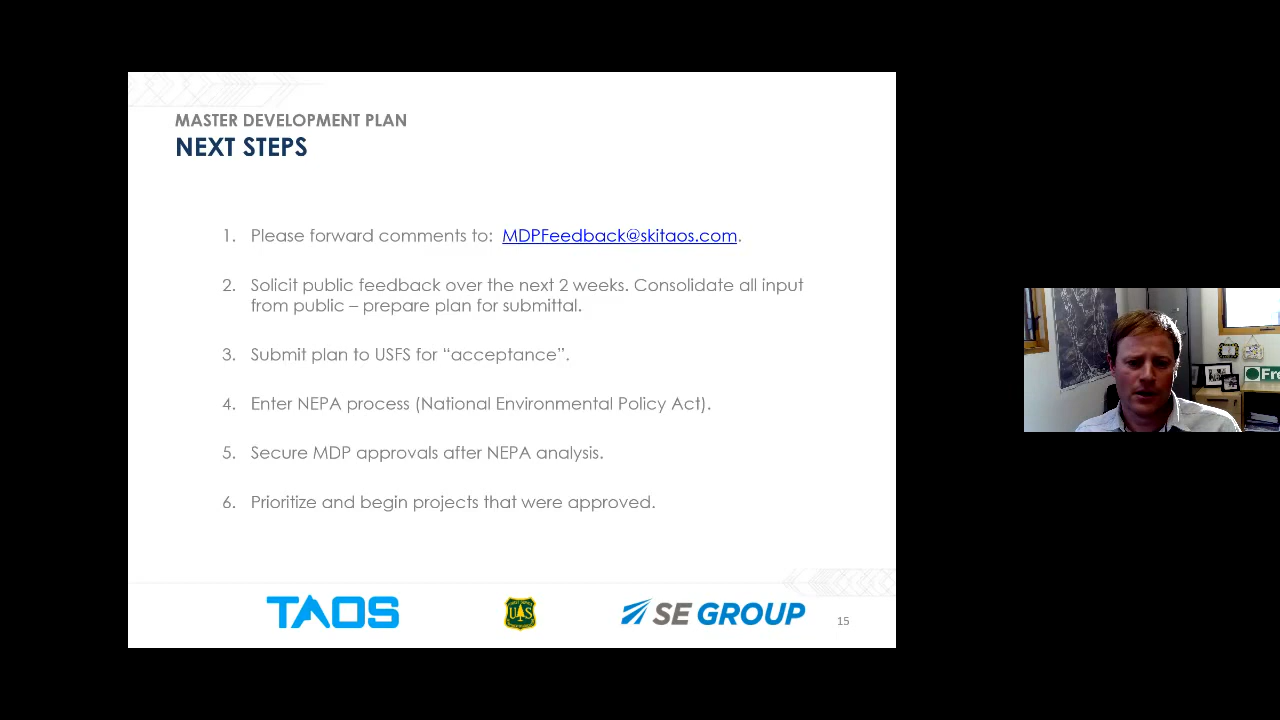 MASTER DEVELOPMENT PLAN
NEXT STEPS
1. Please forward comments to: MDPFeedback@skitaos.com.
2. Solicit public feedback over the next 2 weeks. Consolidate all input
from public – prepare plan for submittal.
3. Submit plan to USFS for “acceptance”.
4. Enter NEPA process (National Environmental Policy Act).
5. Secure MDP approvals after NEPA analysis.
6. Prioritize and begin projects that were approved.
TAOS
U S
SE GROUP
15
Fre